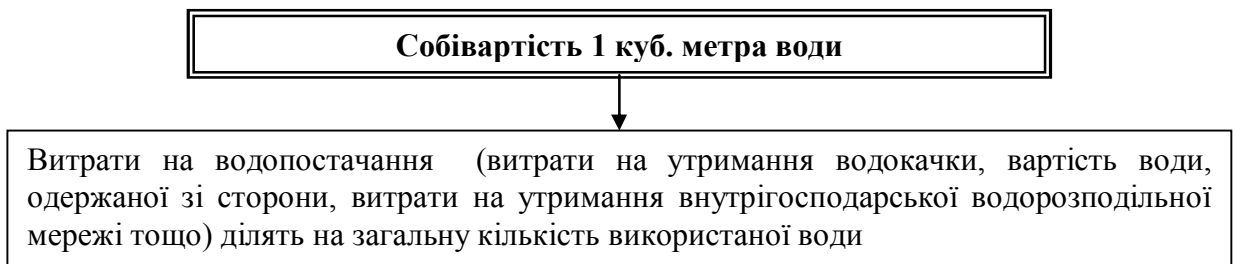 Собівартість 1 куб. метра води
Витрати на водопостачання (витрати на утримання водокачки, вартість води,
одержаної зі сторони, витрати на утримання внутрігосподарської водорозподільної
мережі тощо) ділять на загальну кількість використаної води